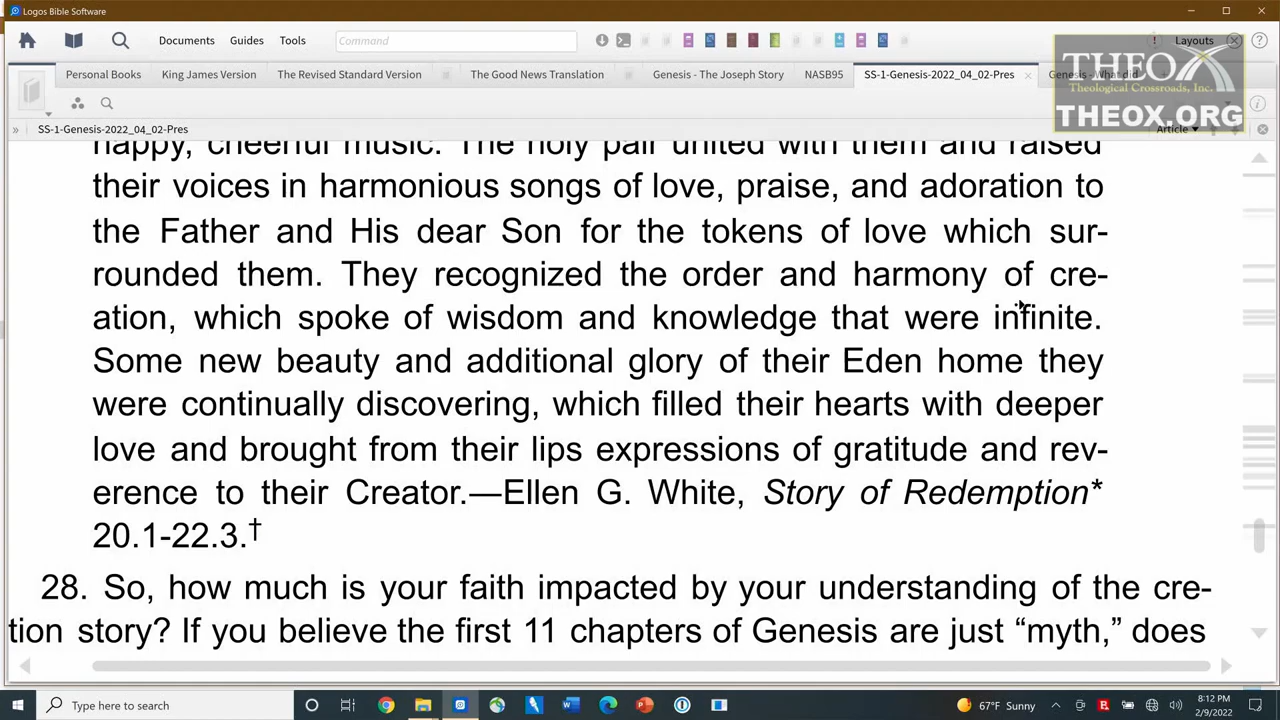 Logos Bible Software
Documents Guides Tools Command Layouts
THEOX
Theological Crossroads, Inc.
THEOX.ORG
Personal Books King James Version The Revised Standard Version The Good News Translation Genesis - The Joseph Story NASB95 SS-1-Genesis-2022_04_02-Pres Genesis - What did
SS-1-Genesis-2022_04_02-Pres Article
happy, cheerful music. The holy pair united with them and raised
their voices in harmonious songs of love, praise, and adoration to
the Father and His dear Son for the tokens of love which sur-
rounded them. They recognized the order and harmony of cre-
ation, which spoke of wisdom and knowledge that were infinite.
Some new beauty and additional glory of their Eden home they
were continually discovering, which filled their hearts with deeper
love and brought from their lips expressions of gratitude and rev-
erence to their Creator.—Ellen G. White, Story of Redemption*
20.1-22.3.†
28. So, how much is your faith impacted by your understanding of the cre-
tion story? If you believe the first 11 chapters of Genesis are just “myth,” does
Type here to search
67°F Sunny
8:12 PM
2/9/2022